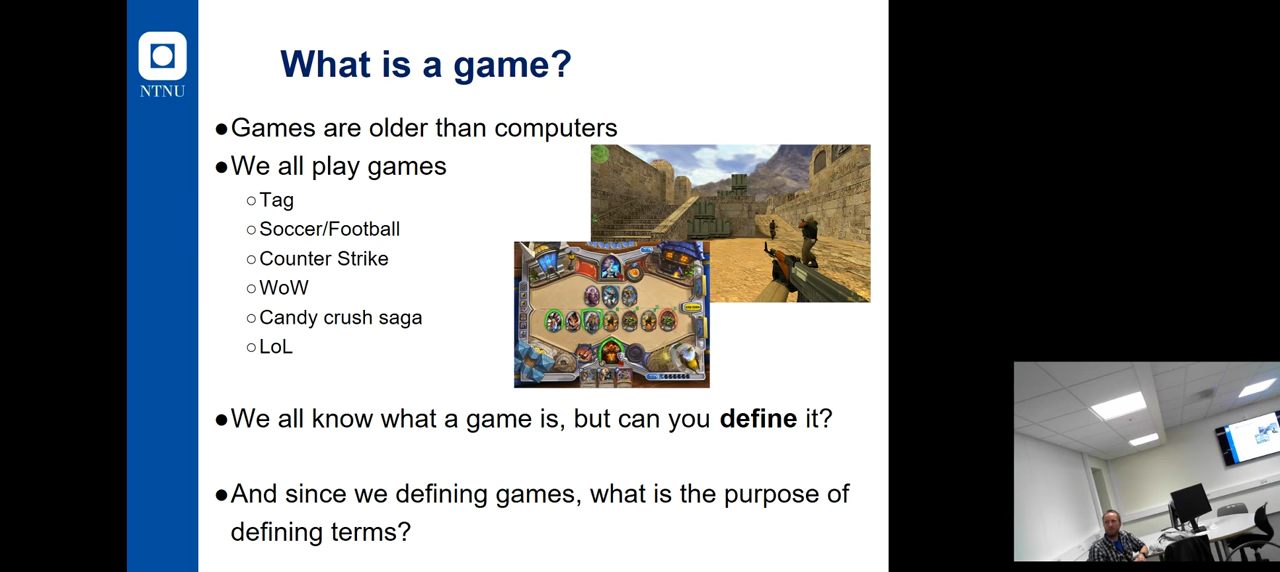 NTNU
What is a game?
●Games are older than computers
●We all play games
○Tag
○Soccer/Football
○Counter Strike
○WoW
○Candy crush saga
○LoL
●We all know what a game is, but can you define it?
●And since we defining games, what is the purpose of
defining terms?